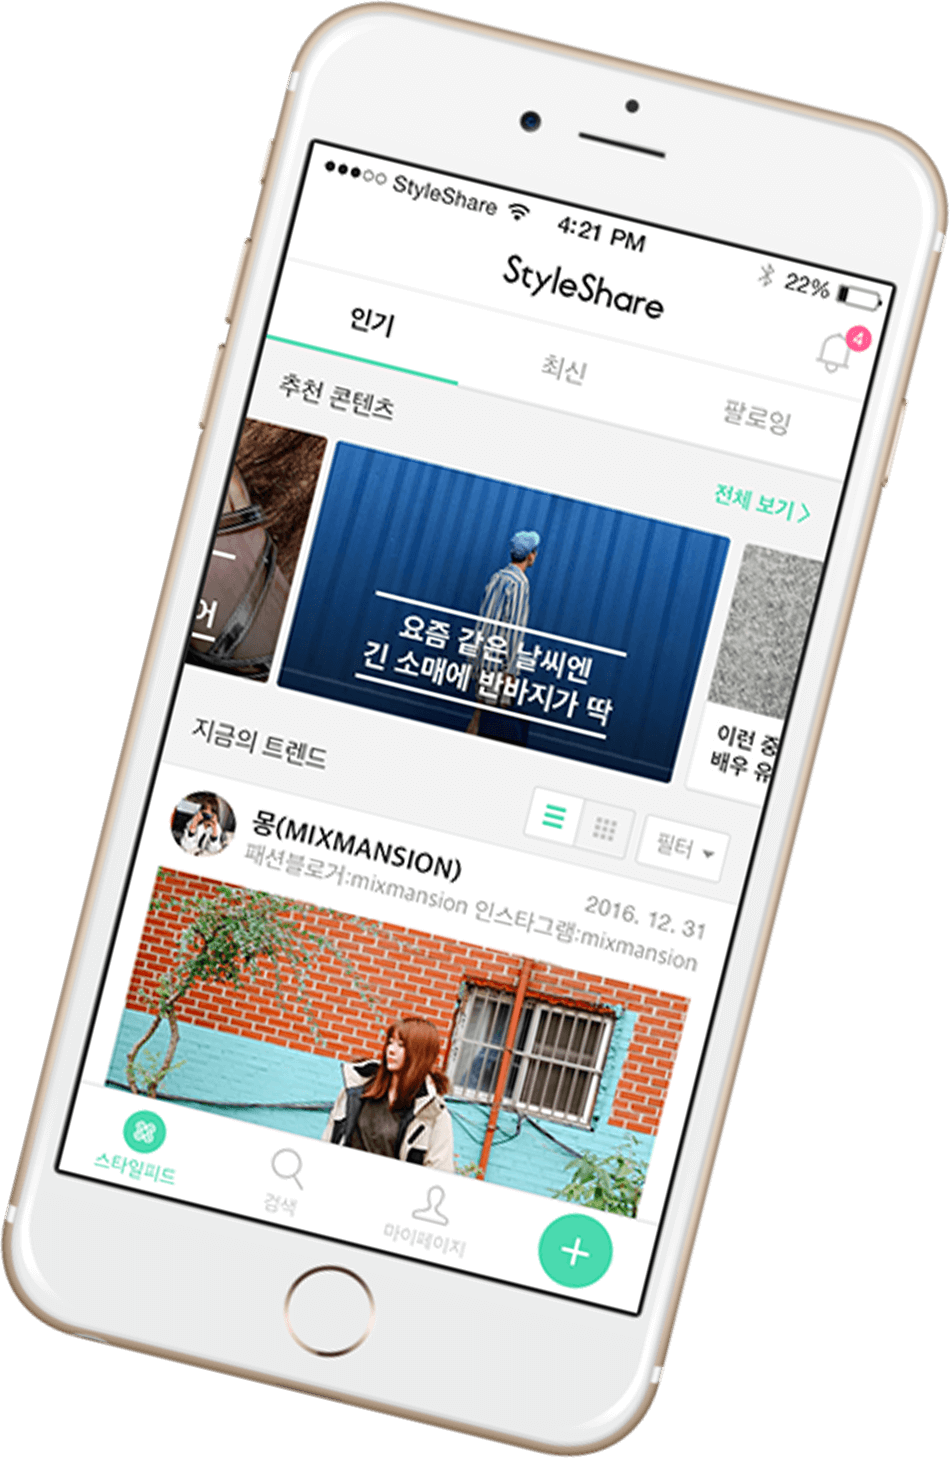 StyleShare 4:21 PM 22%
StyleShare
4
인기 최신 팔로잉
추천 콘텐츠
전체 보기 >
어
요즘 같은 날씨엔
긴 소매에 반바지가 딱
이런 중
배우 유
지금의 트렌드
필터
몽(MIXMANSION)
2016. 12. 31
패션블로거:mixmansion 인스타그램:mixmansion
스타일피드 검색 마이페이지